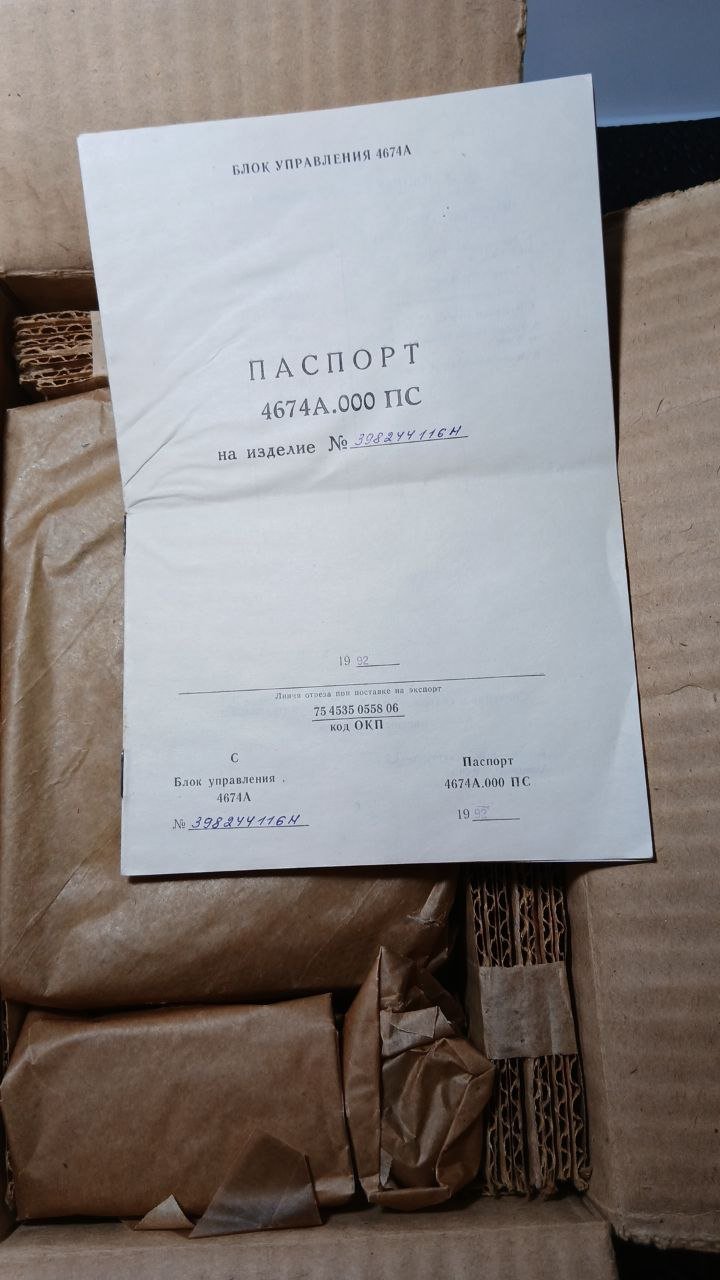 БЛОК УПРАВЛЕНИЯ 4674А
ПАСПОРТ
4674А.000 ПС
на изделие № 398244116Н
1992
Линия отреза при поставке на экспорт
75 4535 0558 06
код ОКП
С
Блок управления
4674А
№ 398244116Н
Паспорт
4674А.000 ПС
1992